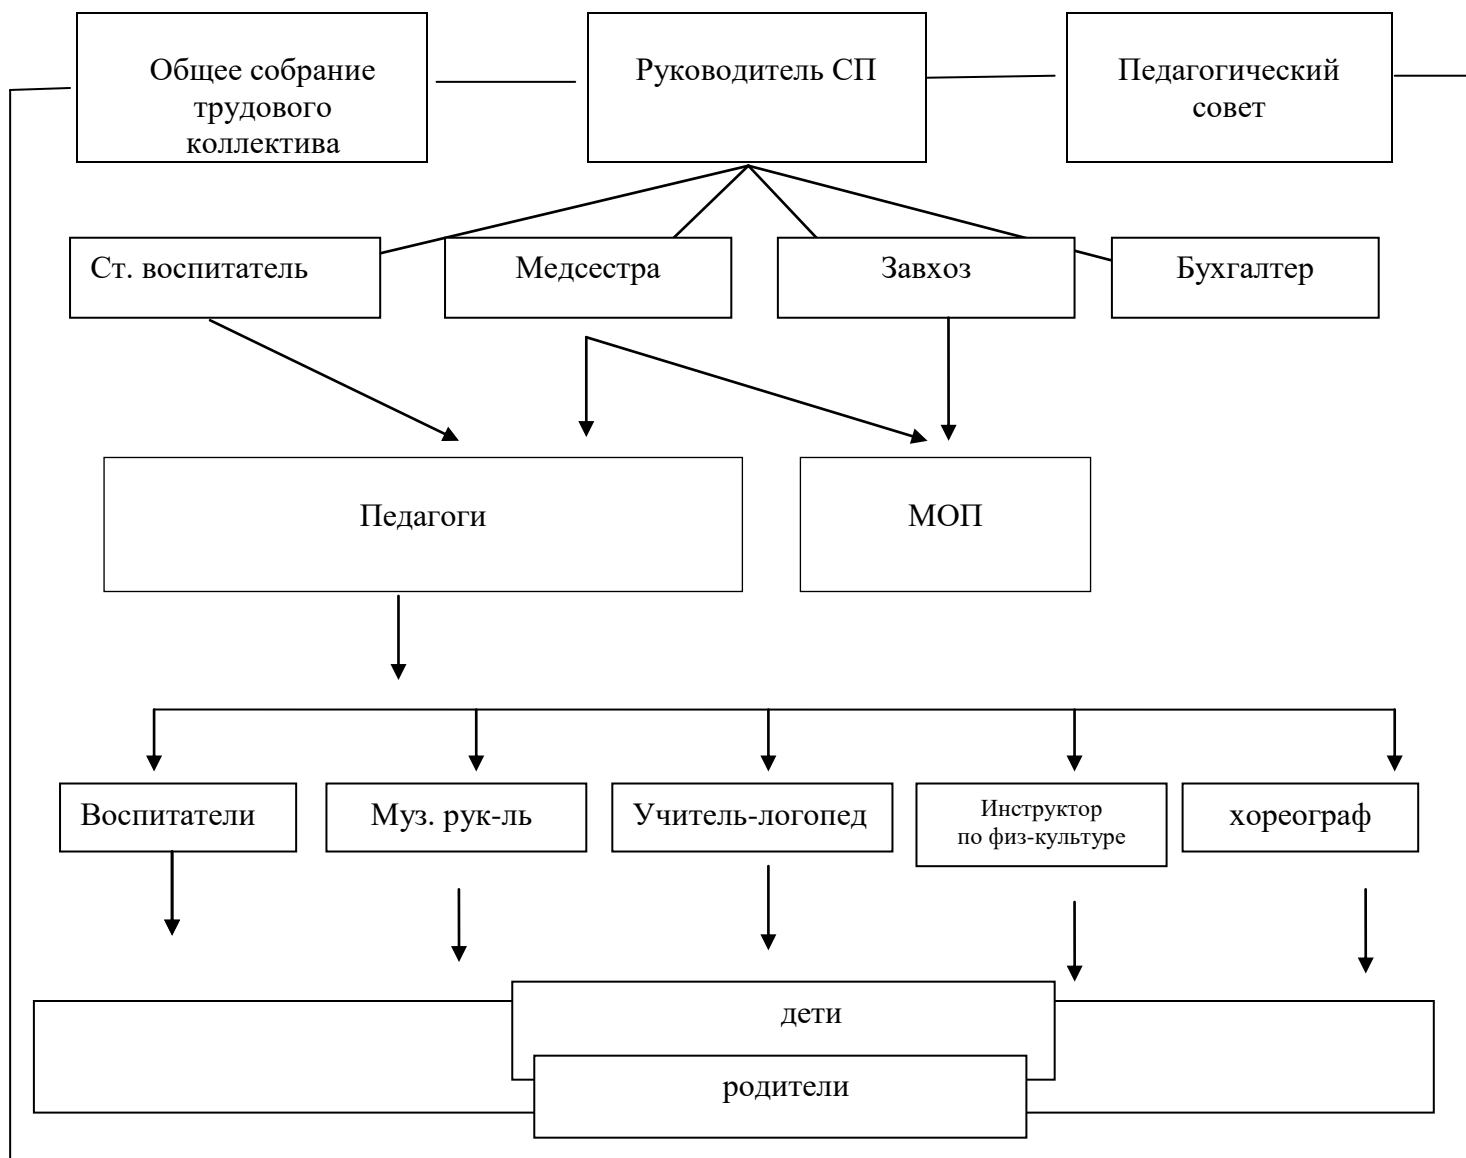 Общее собрание
трудового
коллектива
Руководитель СП
Педагогический
совет
Ст. воспитатель
Медсестра
Завхоз
Бухгалтер
Педагоги
МОП
Воспитатели
Муз. рук-ль
Учитель-логопед
Инструктор
по физ-культуре
хореограф
дети
родители